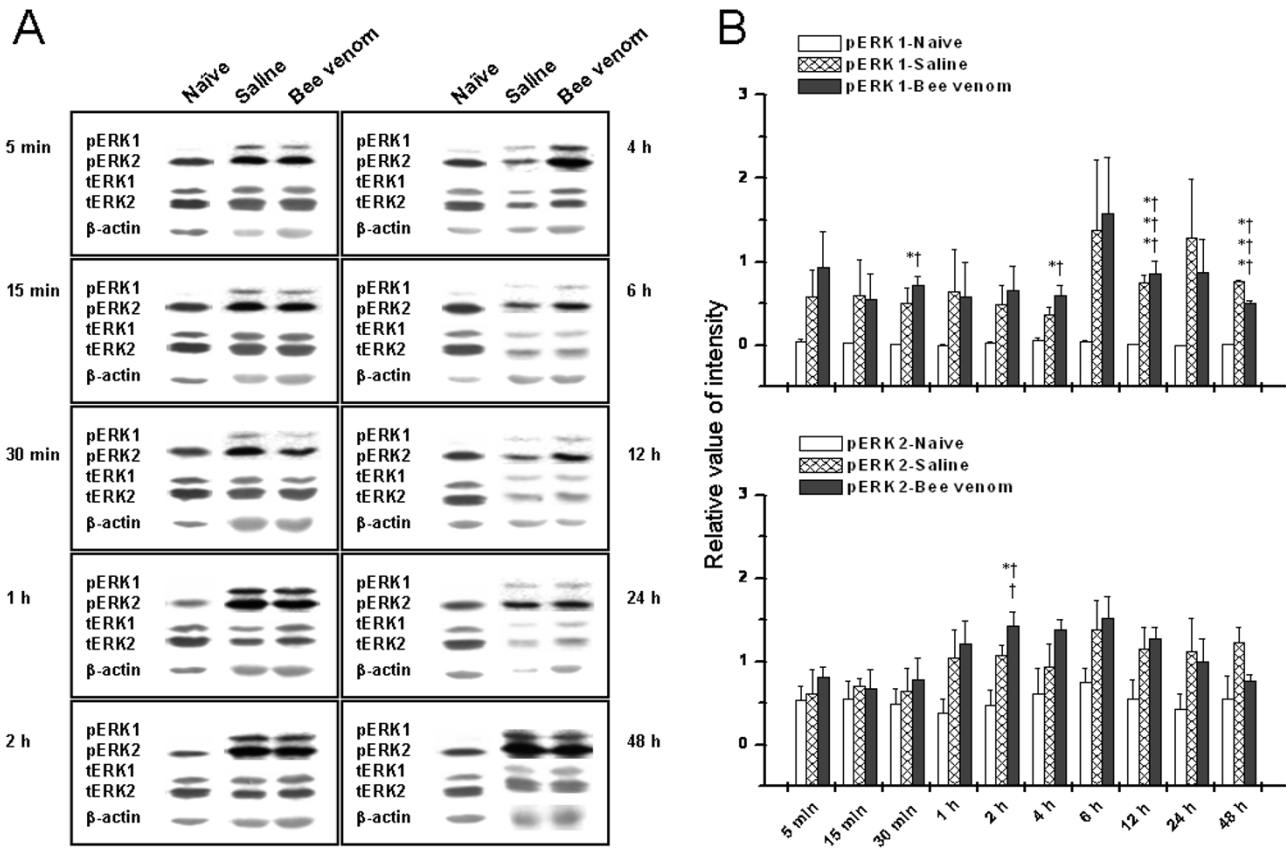 A
Naïve Saline Bee venom
Naïve Saline Bee venom
5 min
pERK1
pERK2
tERK1
tERK2
β-actin
pERK1
pERK2
tERK1
tERK2
β-actin
4 h
15 min
pERK1
pERK2
tERK1
tERK2
β-actin
pERK1
pERK2
tERK1
tERK2
β-actin
6 h
30 min
pERK1
pERK2
tERK1
tERK2
β-actin
pERK1
pERK2
tERK1
tERK2
β-actin
12 h
1 h
pERK1
pERK2
tERK1
tERK2
β-actin
pERK1
pERK2
tERK1
tERK2
β-actin
24 h
2 h
pERK1
pERK2
tERK1
tERK2
β-actin
pERK1
pERK2
tERK1
tERK2
β-actin
48 h
B
pERK1-Naive
pERK1-Saline
pERK1-Bee venom
3
2
1
0
*†
*†
*†
*†
*†
*†
*†
*†
Relative value of intensity
pERK2-Naive
pERK2-Saline
pERK2-Bee venom
3
2
1
0
*†
†
5 min 15 min 30 min 1 h 2 h 4 h 6 h 12 h 24 h 48 h